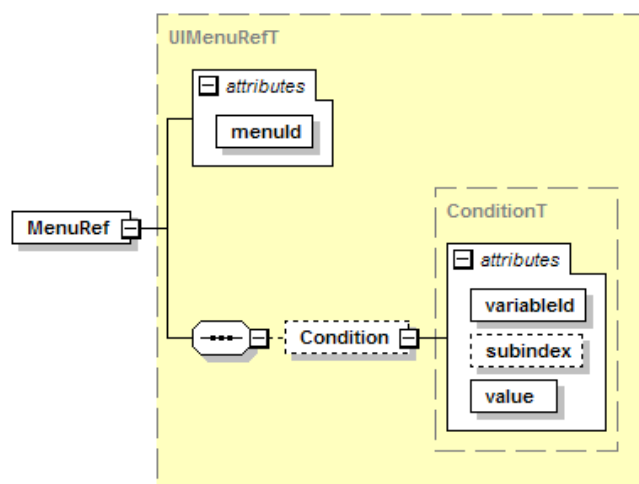 UIMenuRefT
attributes
menuId
MenuRef
ConditionT
attributes
variableId
Condition
subindex
value